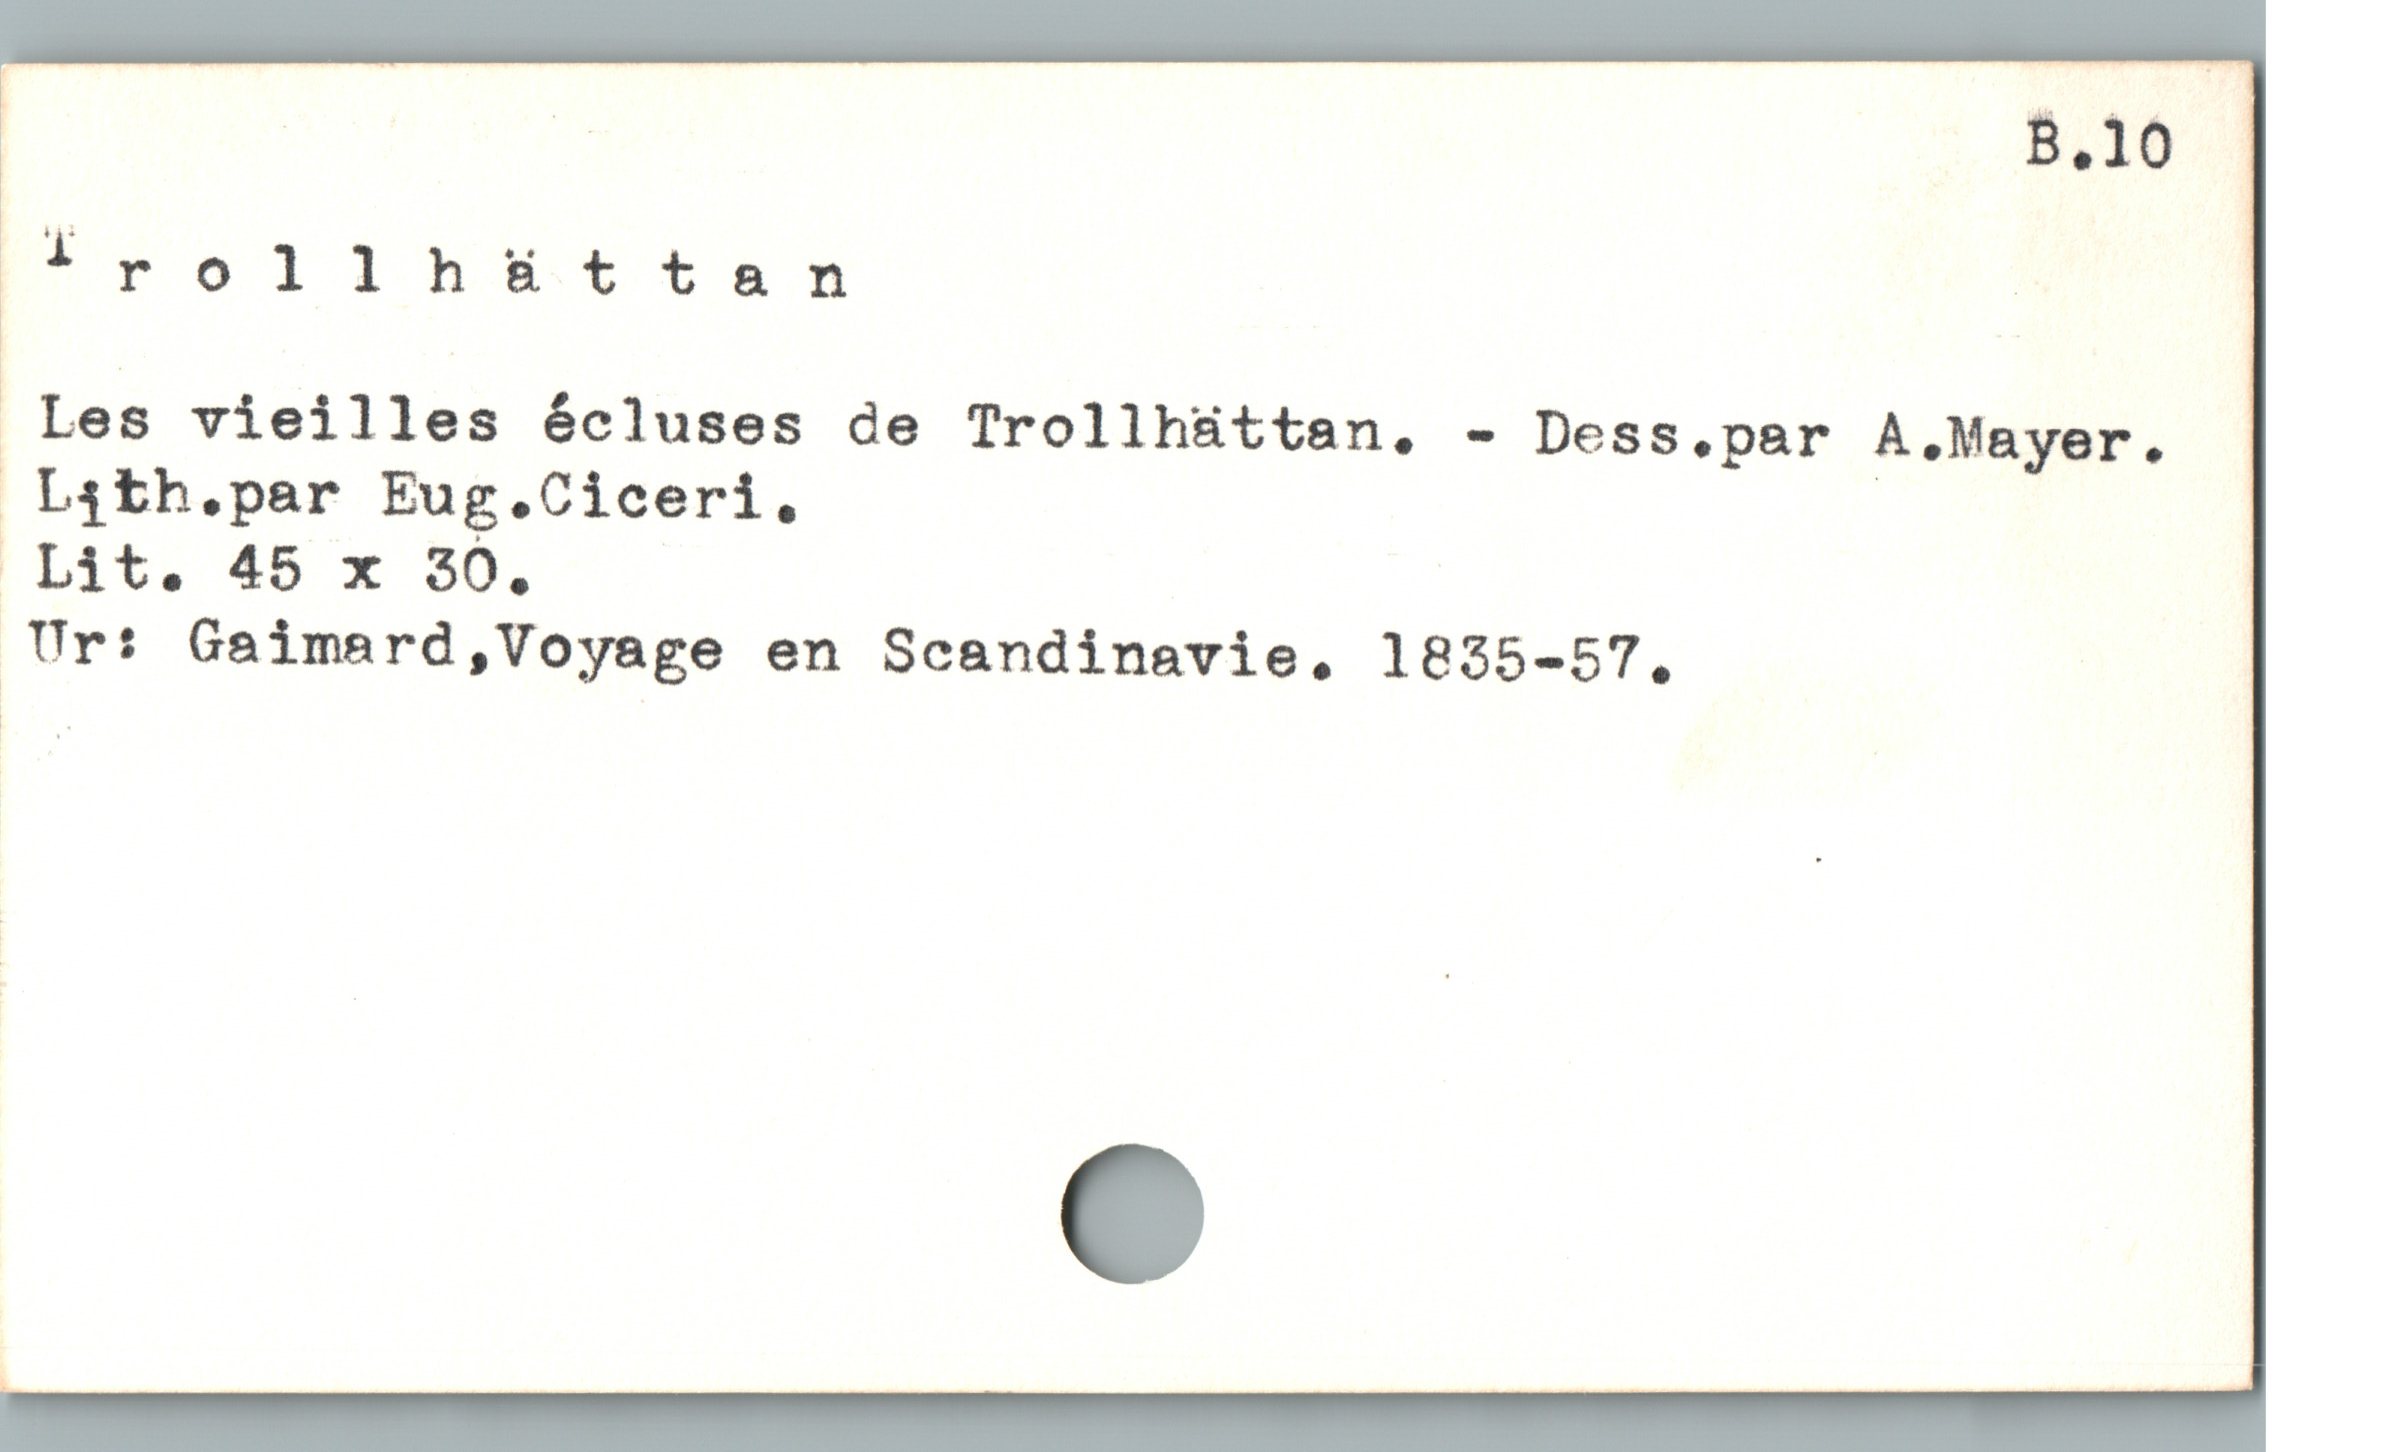 B.10
T r o l l h ä t t a n
Les vieilles écluses de Trollhättan. - Dess.par A.Mayer.
Lith.par Eug.Ciceri.
Lit. 45 x 30.
Ur: Gaimard,Voyage en Scandinavie. 1835-57.